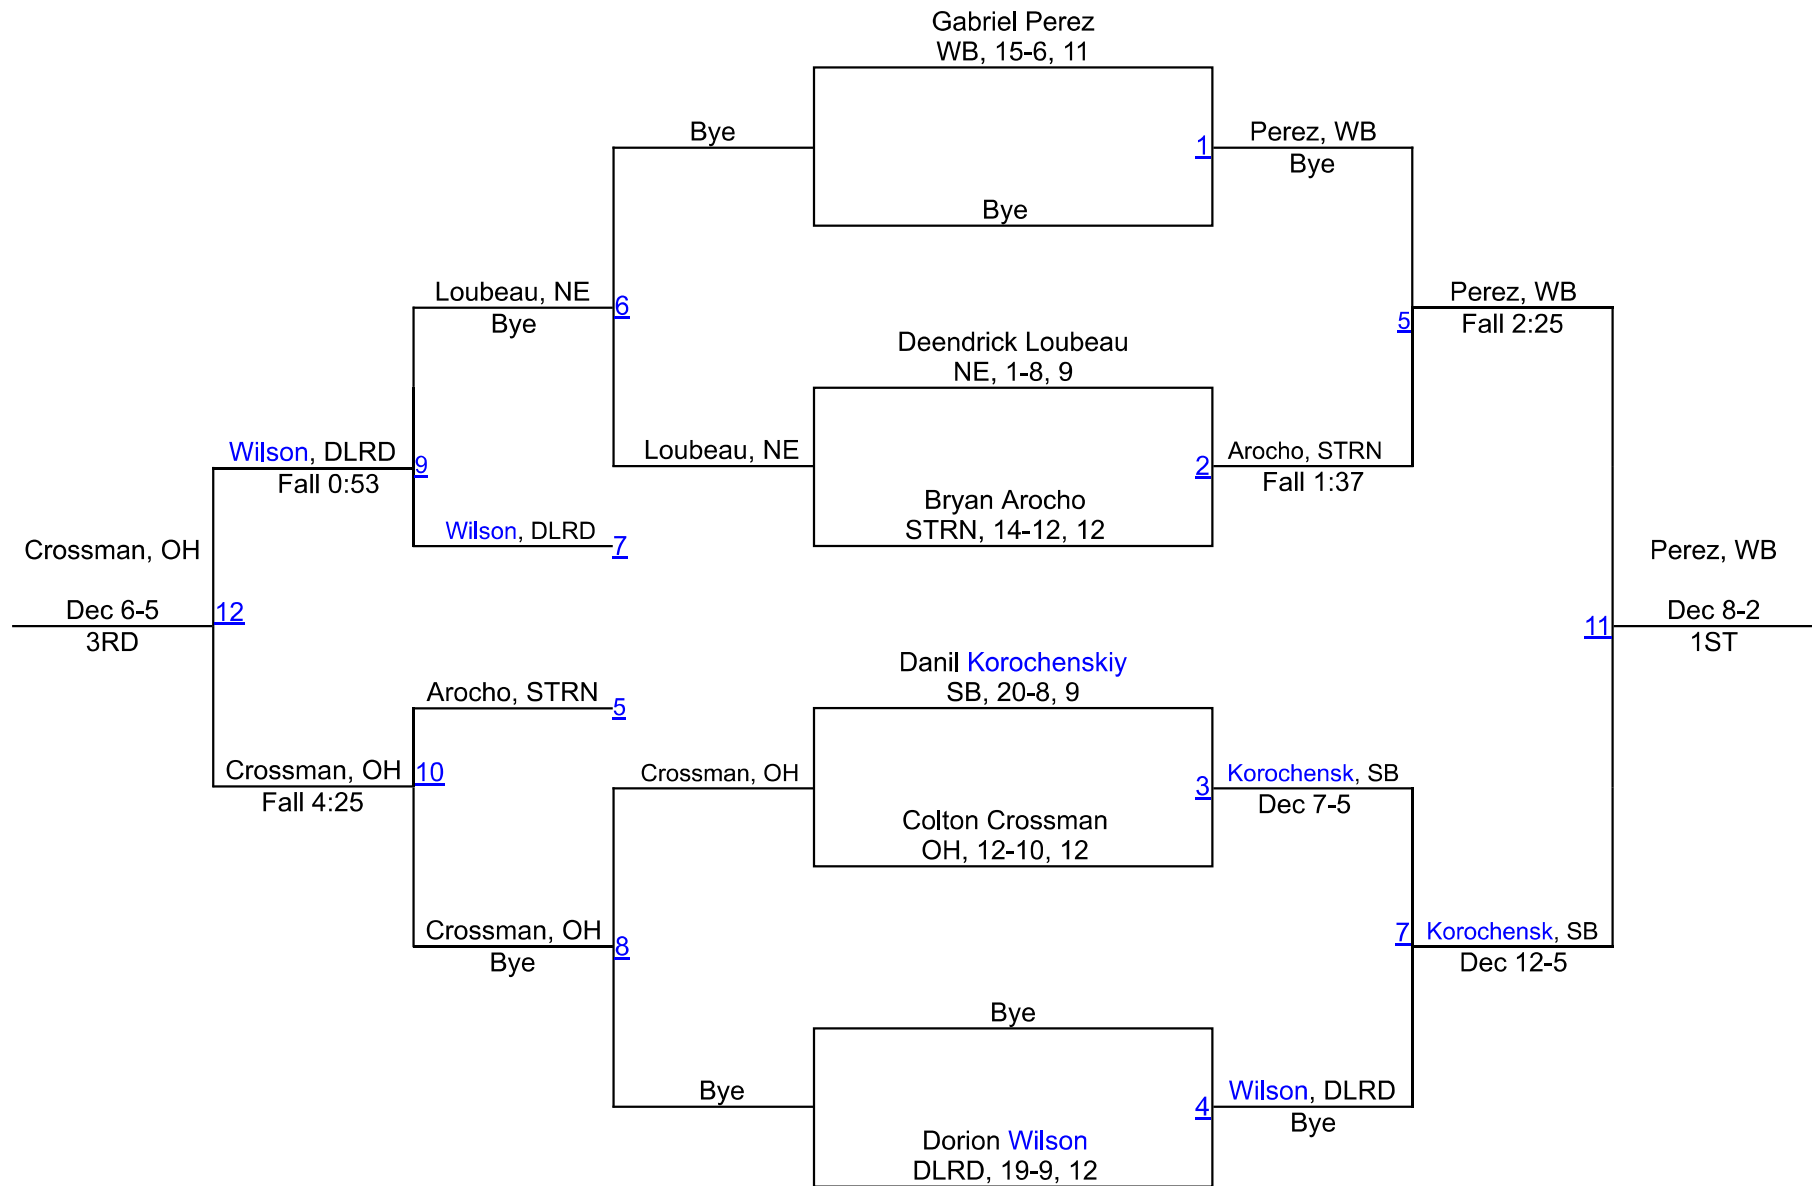 Gabriel Perez
WB, 15-6, 11
Bye
1
Perez, WB
Bye
Bye
Loubeau, NE
Bye
6
Perez, WB
Fall 2:25
5
Deendrick Loubeau
NE, 1-8, 9
Wilson, DLRD
Fall 0:53
9
Loubeau, NE
2
Arocho, STRN
Fall 1:37
Bryan Arocho
STRN, 14-12, 12
Wilson, DLRD
7
Crossman, OH
Dec 6-5
3RD
12
Perez, WB
Dec 8-2
1ST
11
Danil Korochenskiy
SB, 20-8, 9
Arocho, STRN
5
Crossman, OH
Fall 4:25
10
Crossman, OH
3
Korochensk, SB
Dec 7-5
Colton Crossman
OH, 12-10, 12
Crossman, OH
Bye
8
7
Korochensk, SB
Dec 12-5
Bye
Bye
4
Wilson, DLRD
Bye
Dorion Wilson
DLRD, 19-9, 12